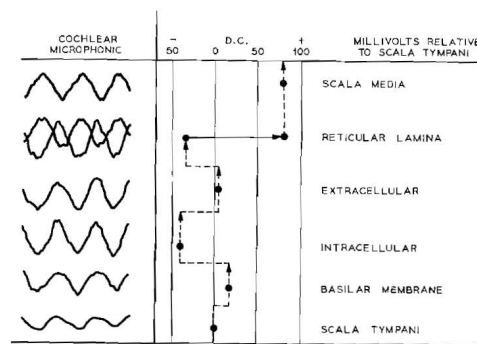 COCHLEAR
MICROPHONIC
− D.C. +
50 0 50 100
MILLIVOLTS RELATIVE
TO SCALA TYMPANI
SCALA MEDIA
RETICULAR LAMINA
EXTRACELLULAR
INTRACELLULAR
BASILAR MEMBRANE
SCALA TYMPANI